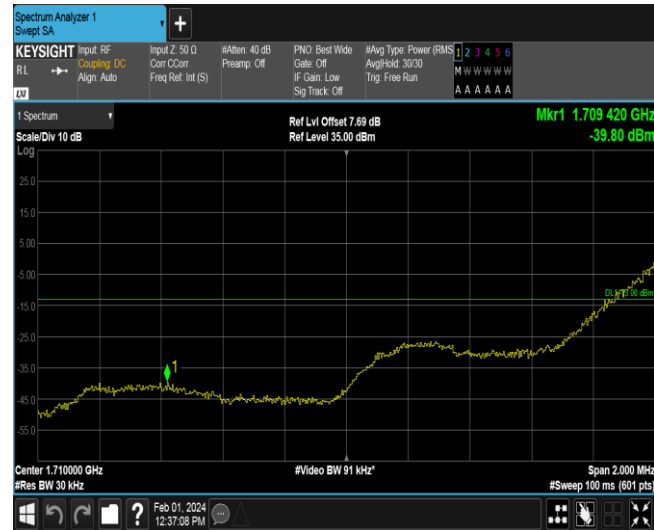 Spectrum Analyzer 1
Swept SA
+
KEYSIGHT
RL
LXI
Input: RF
Coupling: DC
Align: Auto
Input Z: 50 Ω
Corr CCorr
Freq Ref: Int (S)
#Atten: 40 dB
Preamp: Off
PNO: Best Wide
Gate: Off
IF Gain: Low
Sig Track: Off
#Avg Type: Power (RMS
Avg|Hold: 30/30
Trig: Free Run
1 2 3 4 5 6
M W W W W W
A A A A A A
1 Spectrum
Scale/Div 10 dB
Ref Lvl Offset 7.69 dB
Ref Level 35.00 dBm
Mkr1 1.709 420 GHz
-39.80 dBm
Log
25.0
15.0
5.00
-5.00
-15.0
-25.0
-35.0
-45.0
-55.0
1
DL1 -13.00 dBm
Center 1.710000 GHz
#Res BW 30 kHz
#Video BW 91 kHz*
Span 2.000 MHz
#Sweep 100 ms (601 pts)
?
Feb 01, 2024
12:37:08 PM